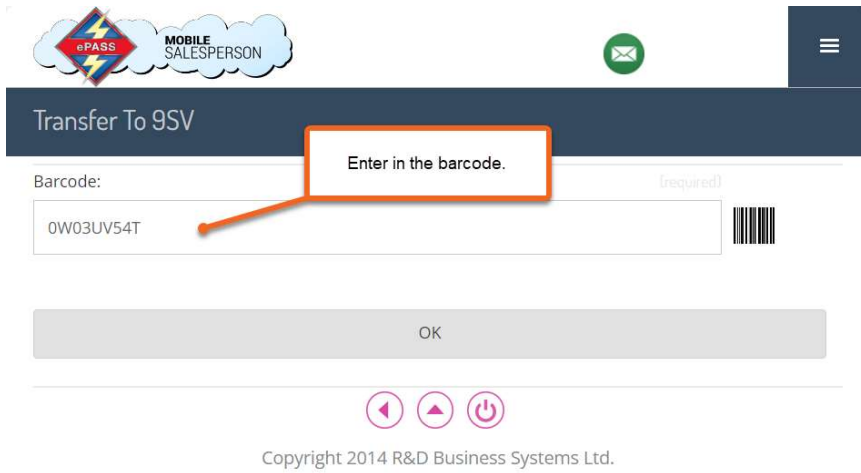 ePASS
MOBILE
SALESPERSON
Transfer To 9SV
Enter in the barcode.
Barcode:
(required)
0W03UV54T
OK
Copyright 2014 R&D Business Systems Ltd.